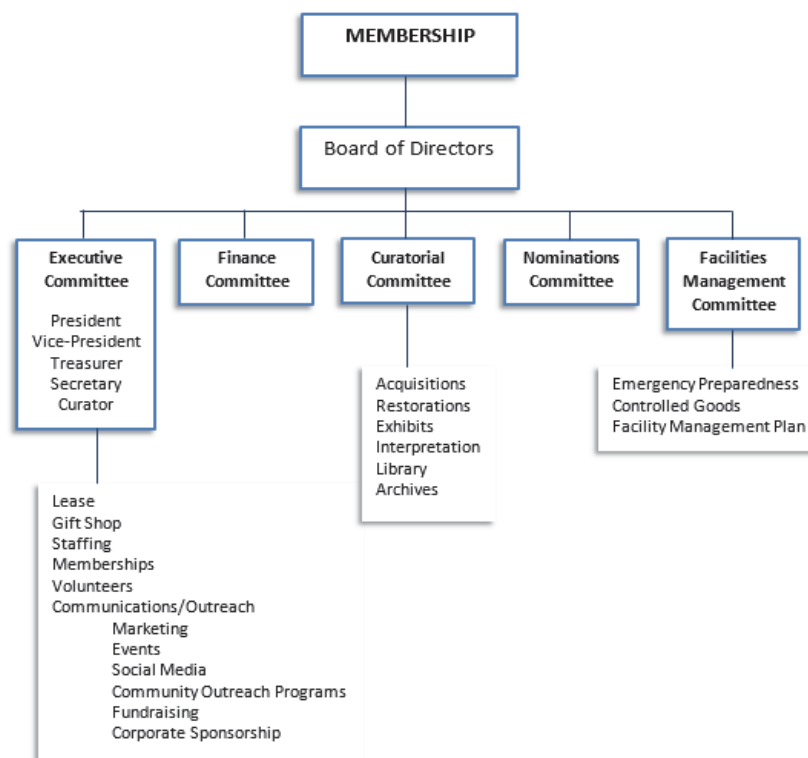 MEMBERSHIP
Board of Directors
Executive
Committee
President
Vice-President
Treasurer
Secretary
Curator
Finance
Committee
Curatorial
Committee
Nominations
Committee
Facilities
Management
Committee
Lease
Gift Shop
Staffing
Memberships
Volunteers
Communications/Outreach
Marketing
Events
Social Media
Community Outreach Programs
Fundraising
Corporate Sponsorship
Acquisitions
Restorations
Exhibits
Interpretation
Library
Archives
Emergency Preparedness
Controlled Goods
Facility Management Plan